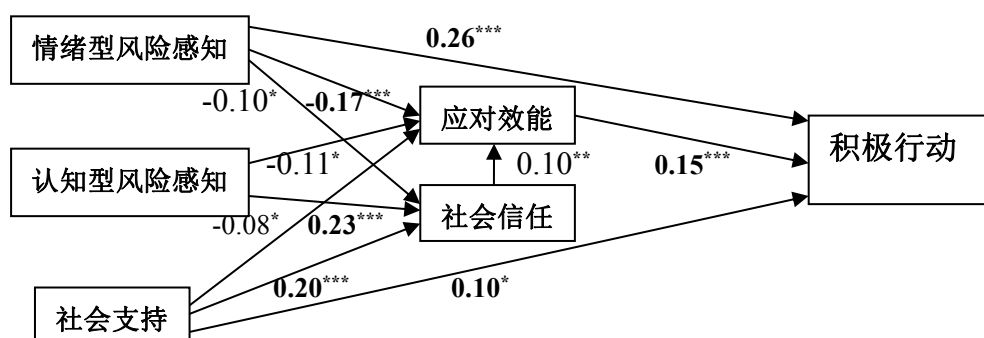 情绪型风险感知
0.26***
-0.10*
-0.17***
应对效能
积极行动
认知型风险感知
-0.11*
0.10**
0.15***
-0.08*
0.23***
社会信任
0.20***
0.10*
社会支持